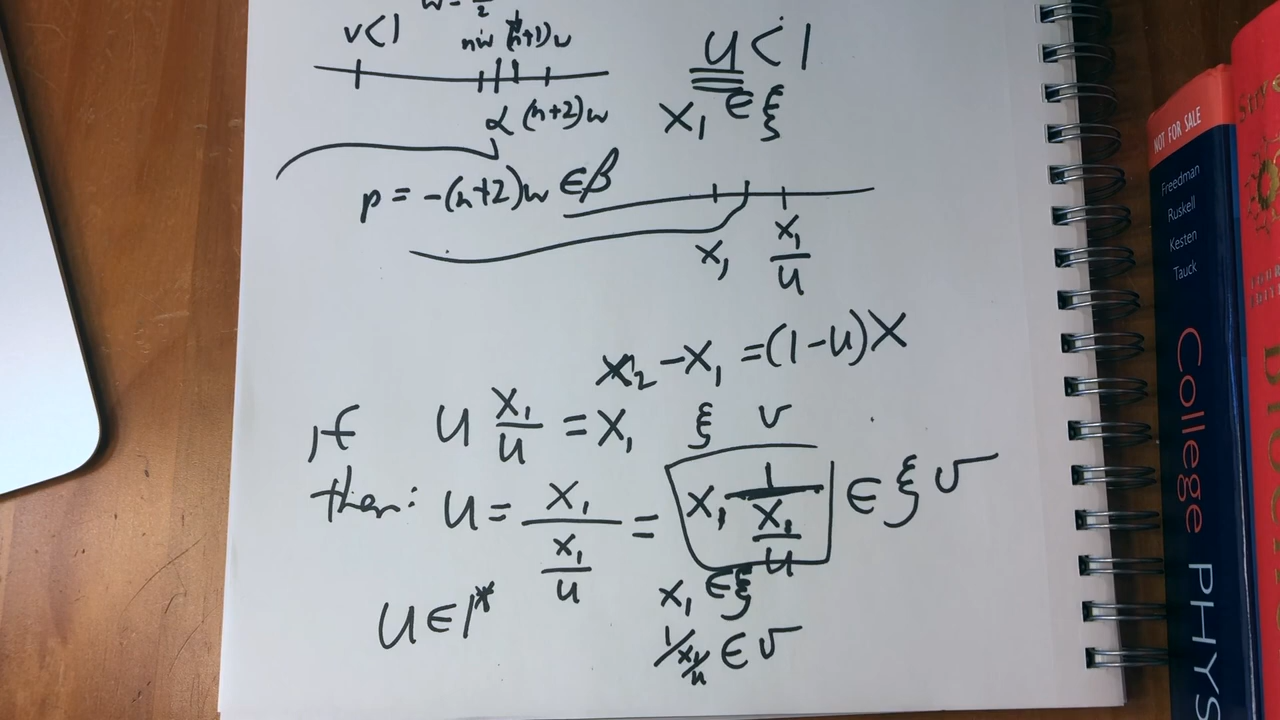 v<1
nw (n+1)w
α (n+2)w
p = -(n+2)w ∈ β
u < 1
x₁ ∈ ξ
x₁ x₁/u
x₂ - x₁ = (1-u)x
if u x₁/u = x₁ ξ v
then: u = x₁/(x₁/u) = x₁ 1/(x₁/u) ∈ ξ v
u ∈ 1* x₁ ∈ ξ
1/x₁/u ∈ v
NOT FOR SALE
Freedman
Ruskell
Kesten
Tauck
College PHYS